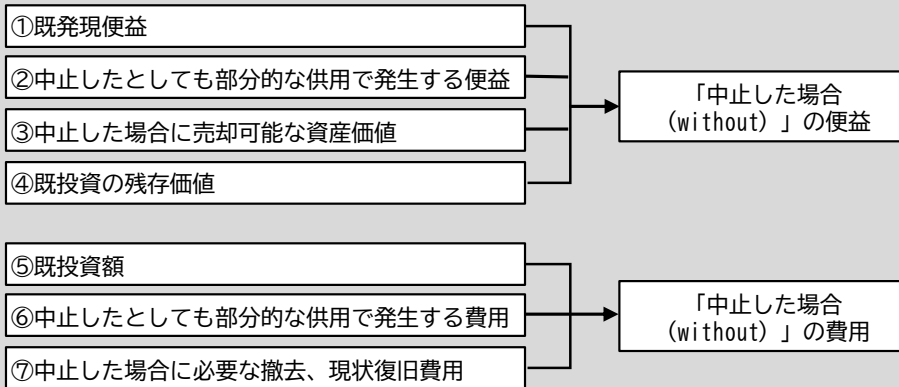 ①既発現便益
②中止したとしても部分的な供用で発生する便益
③中止した場合に売却可能な資産価値
④既投資の残存価値
「中止した場合
（without）」の便益
⑤既投資額
⑥中止したとしても部分的な供用で発生する費用
⑦中止した場合に必要な撤去、現状復旧費用
「中止した場合
（without）」の費用